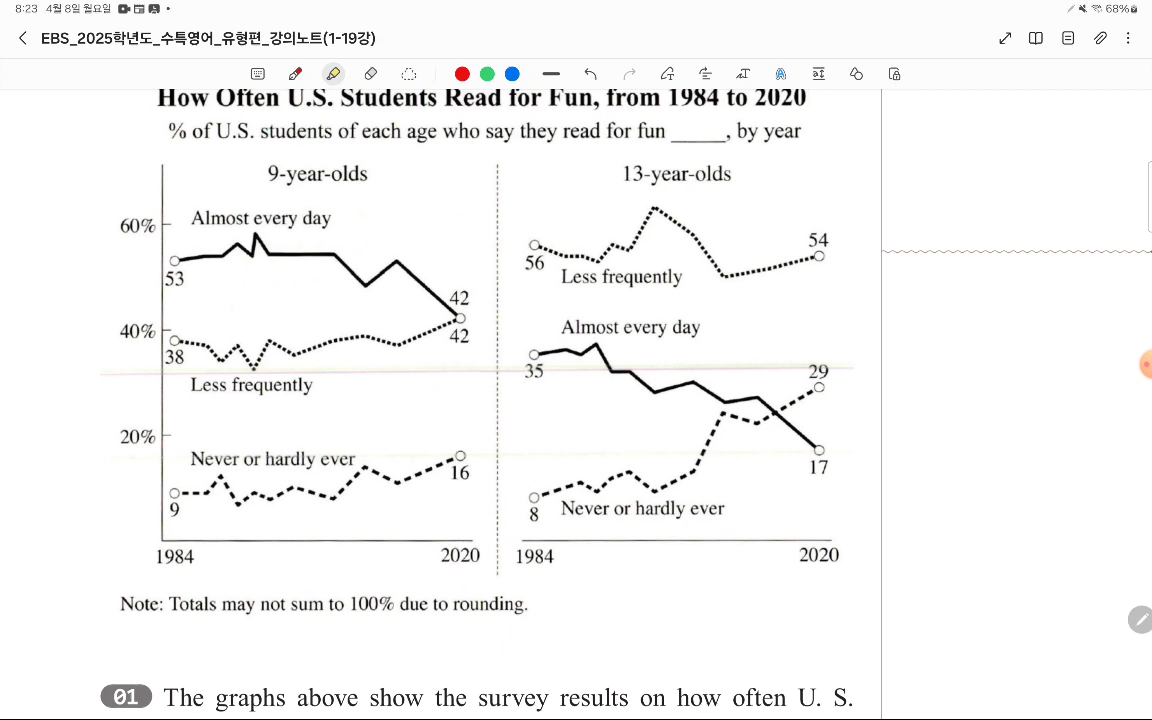 8:23 4월 8일 월요일
68%
EBS_2025학년도_수특영어_유형편_강의노트(1-19강)
How Often U.S. Students Read for Fun, from 1984 to 2020
% of U.S. students of each age who say they read for fun _____, by year
9-year-olds
60%
Almost every day
53
42
40%
42
38
Less frequently
20%
Never or hardly ever
16
9
1984
2020
13-year-olds
54
56
Less frequently
Almost every day
35
29
17
8
Never or hardly ever
1984
2020
Note: Totals may not sum to 100% due to rounding.
01 The graphs above show the survey results on how often U. S.